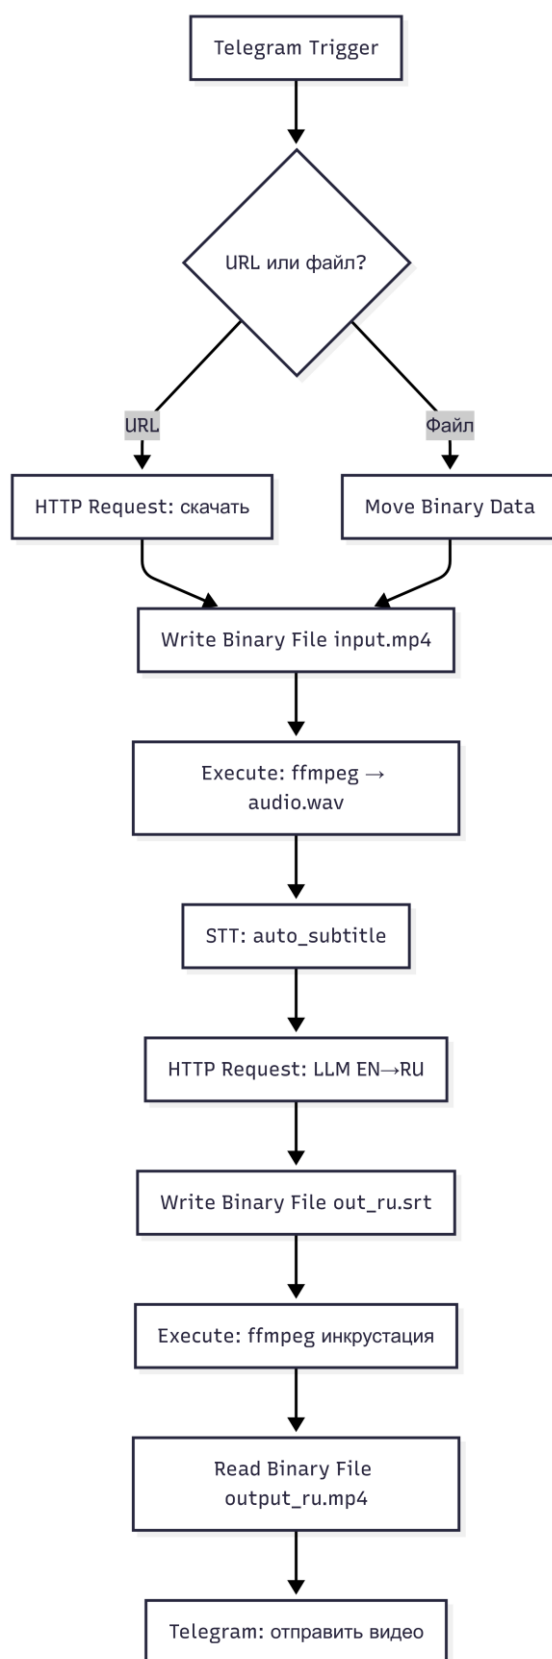 Telegram Trigger
URL или файл?
URL
Файл
HTTP Request: скачать
Move Binary Data
Write Binary File input.mp4
Execute: ffmpeg →
audio.wav
STT: auto_subtitle
HTTP Request: LLM EN→RU
Write Binary File out_ru.srt
Execute: ffmpeg инкрустация
Read Binary File
output_ru.mp4
Telegram: отправить видео